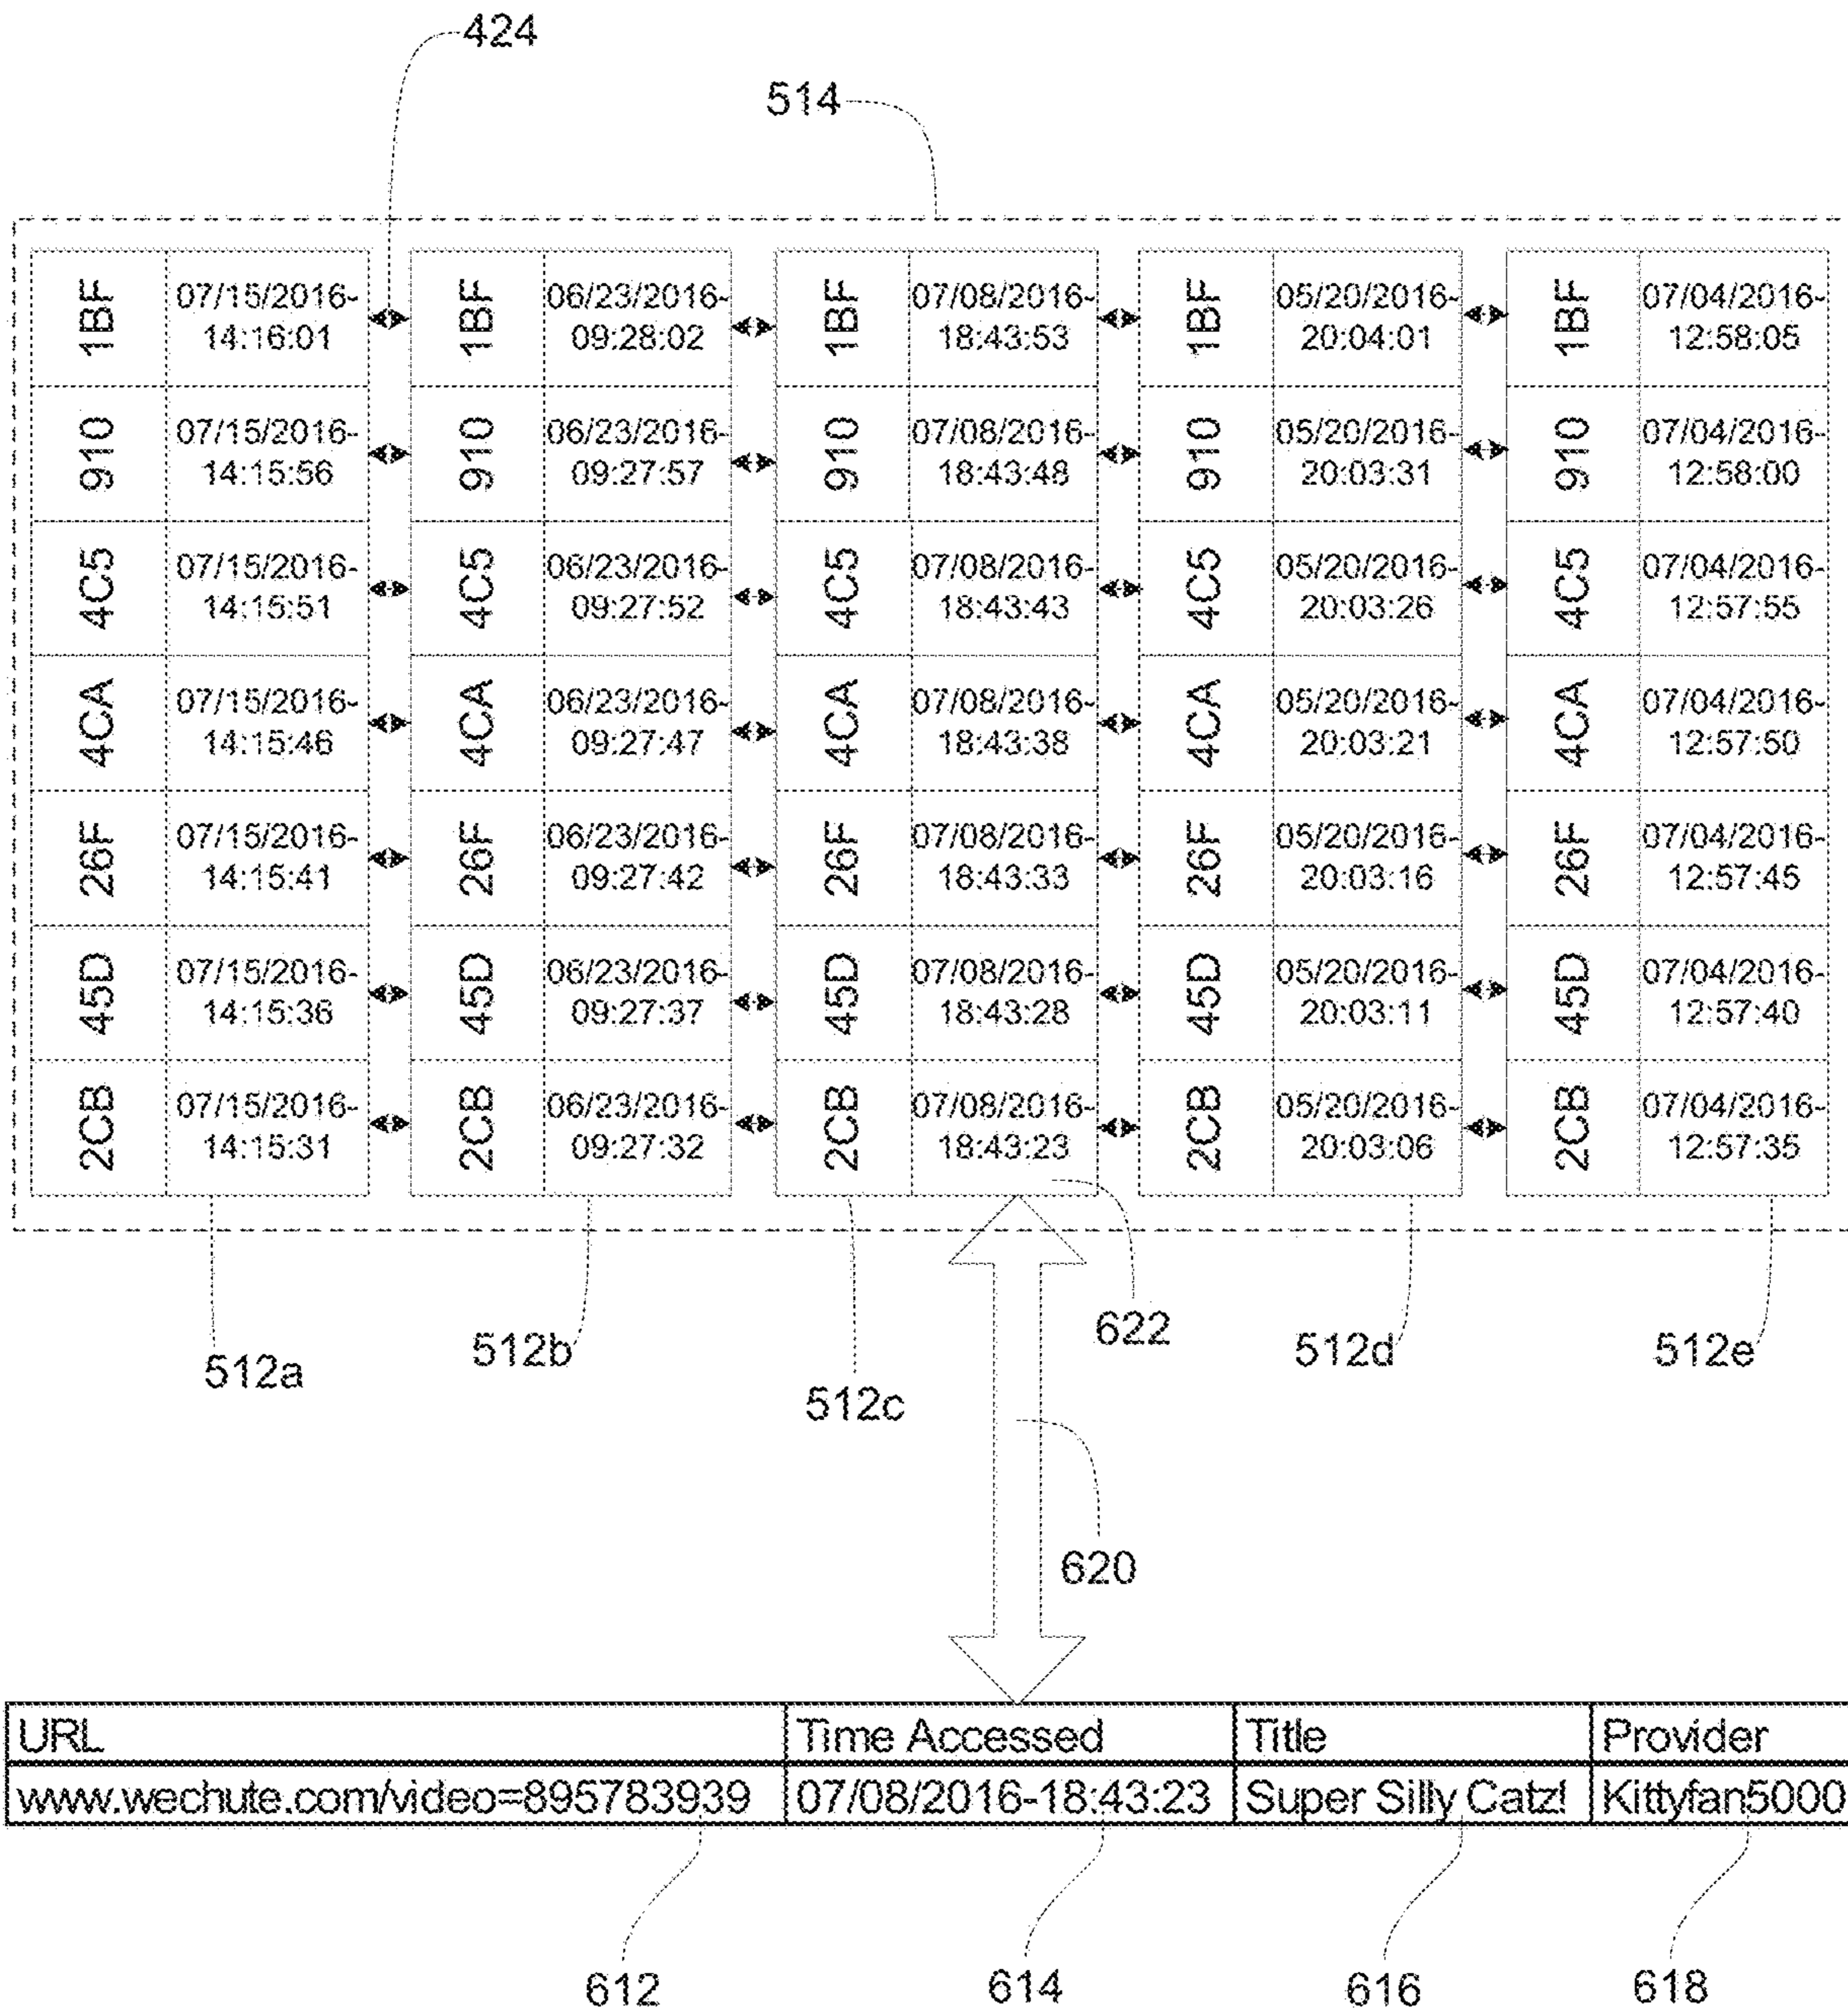 424
514
1BF 07/15/2016- 1BF 06/23/2016- 1BF 07/08/2016- 1BF 05/20/2016- 1BF 07/04/2016-
14:16:01 09:28:02 18:43:53 20:04:01 12:58:05
910 07/15/2016- 910 06/23/2016- 910 07/08/2016- 910 05/20/2016- 910 07/04/2016-
14:15:56 09:27:57 18:43:48 20:03:31 12:58:00
4C5 07/15/2016- 4C5 06/23/2016- 4C5 07/08/2016- 4C5 05/20/2016- 4C5 07/04/2016-
14:15:51 09:27:52 18:43:43 20:03:26 12:57:55
4CA 07/15/2016- 4CA 06/23/2016- 4CA 07/08/2016- 4CA 05/20/2016- 4CA 07/04/2016-
14:15:46 09:27:47 18:43:38 20:03:21 12:57:50
26F 07/15/2016- 26F 06/23/2016- 26F 07/08/2016- 26F 05/20/2016- 26F 07/04/2016-
14:15:41 09:27:42 18:43:33 20:03:16 12:57:45
45D 07/15/2016- 45D 06/23/2016- 45D 07/08/2016- 45D 05/20/2016- 45D 07/04/2016-
14:15:36 09:27:37 18:43:28 20:03:11 12:57:40
2CB 07/15/2016- 2CB 06/23/2016- 2CB 07/08/2016- 2CB 05/20/2016- 2CB 07/04/2016-
14:15:31 09:27:32 18:43:23 20:03:06 12:57:35
622
512a 512b 512c 512d 512e
620
URL Time Accessed Title Provider
www.wechute.com/video=895783939 07/08/2016-18:43:23 Super Silly Catz! Kittyfan5000
612 614 616 618